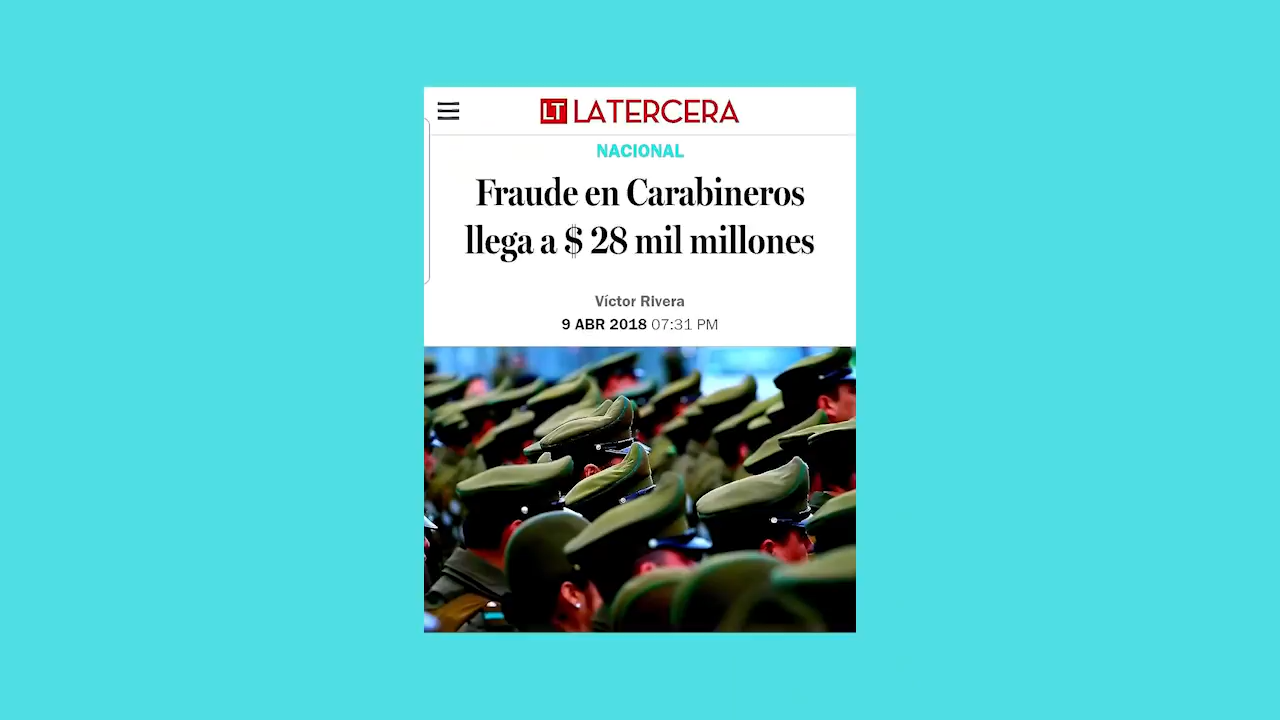 LT LATERCERA
NACIONAL
Fraude en Carabineros
llega a $ 28 mil millones
Víctor Rivera
9 ABR 2018 07:31 PM